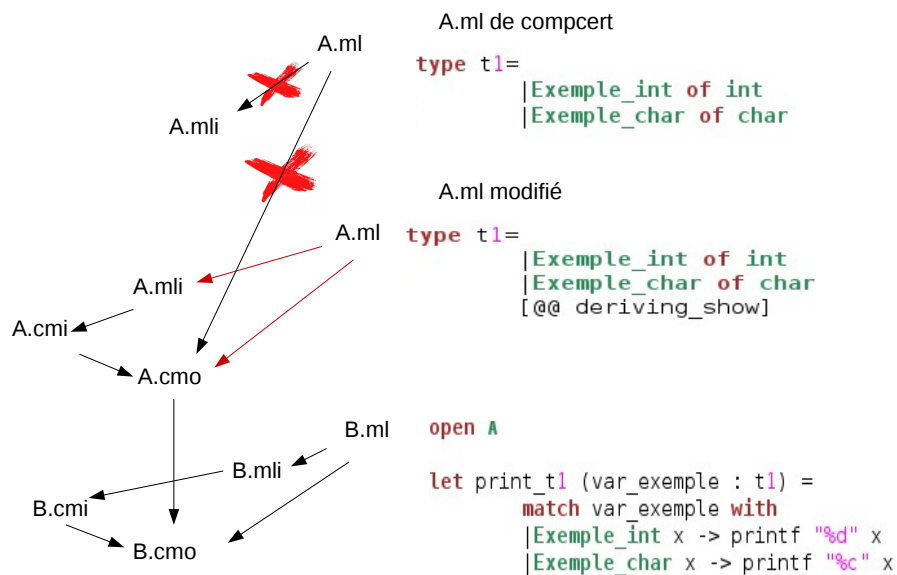 A.ml de compcert
A.ml
type t1=
|Exemple_int of int
|Exemple_char of char
A.mli
A.ml modifié
A.ml
type t1=
|Exemple_int of int
|Exemple_char of char
[@@ deriving_show]
A.mli
A.cmi
A.cmo
B.ml
open A
B.mli
let print_t1 (var_exemple : t1) =
match var_exemple with
|Exemple_int x -> printf "%d" x
|Exemple_char x -> printf "%c" x
B.cmi
B.cmo